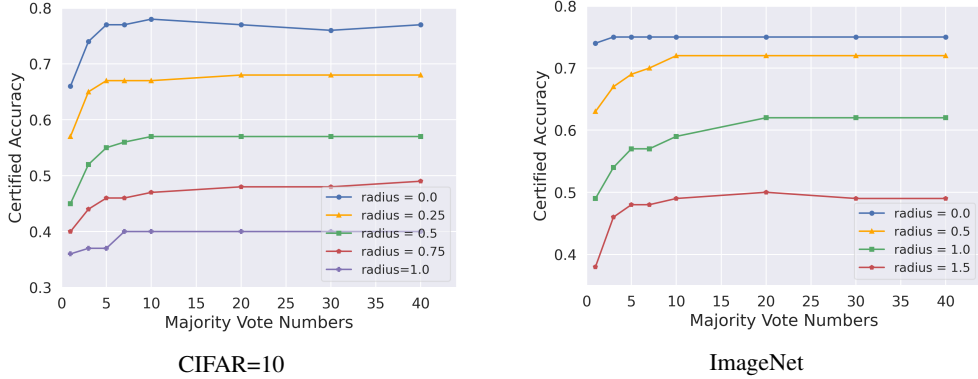 0.8
0.7
0.6
0.5
0.4
0.3
Certified Accuracy
radius = 0.0
radius = 0.25
radius = 0.5
radius = 0.75
radius=1.0
0 5 10 15 20 25 30 35 40
Majority Vote Numbers
CIFAR=10
0.8
0.7
0.6
0.5
0.4
Certified Accuracy
radius = 0.0
radius = 0.5
radius = 1.0
radius = 1.5
0 1 5 10 15 20 25 30 35 40
Majority Vote Numbers
ImageNet